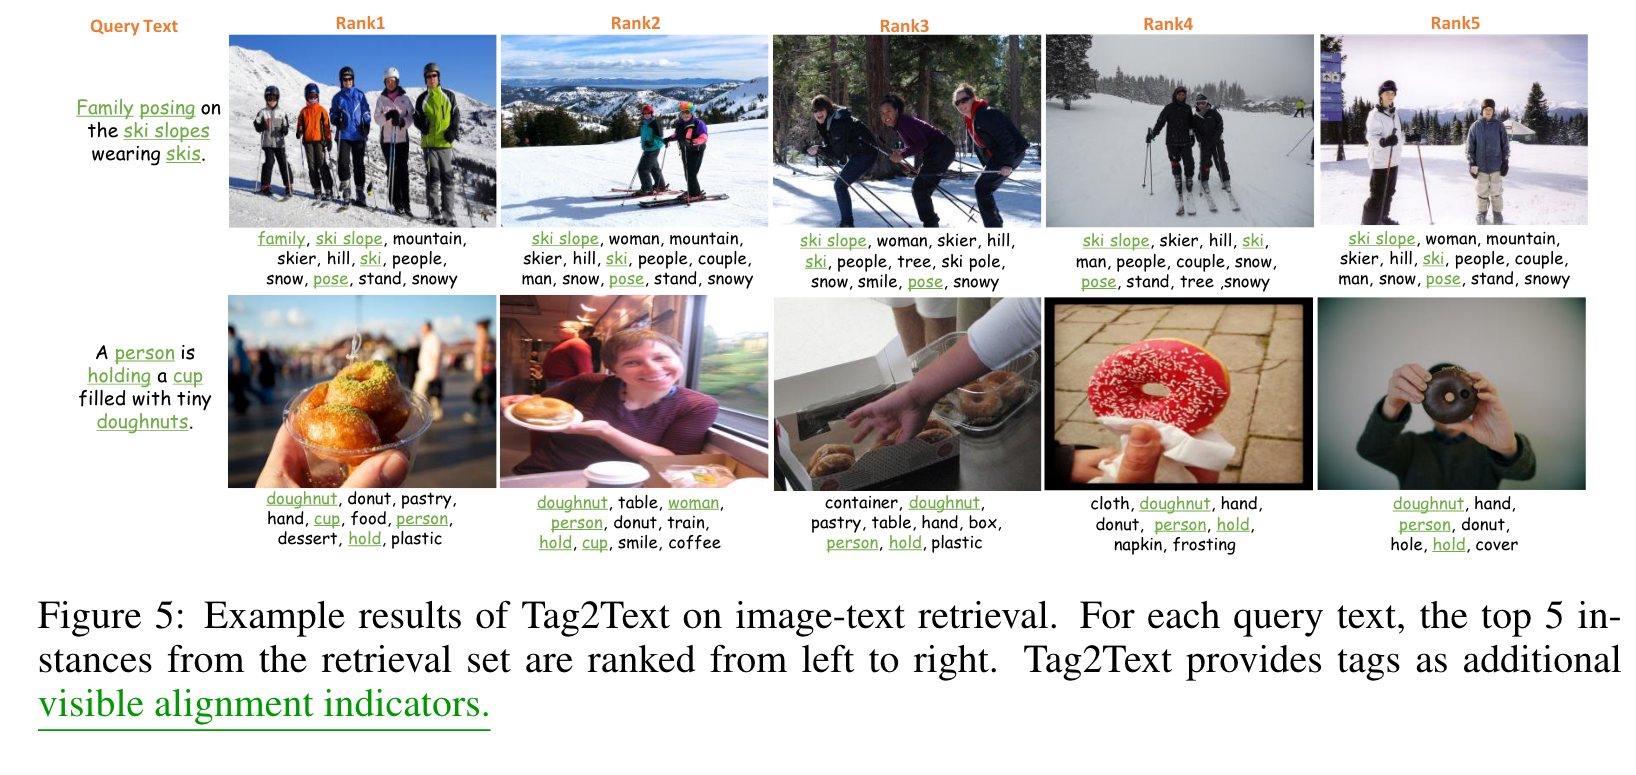 Query Text
Rank1
Rank2
Rank3
Rank4
Rank5
Family posing on
the ski slopes
wearing skis.
family, ski slope, mountain,
skier, hill, ski, people,
snow, pose, stand, snowy
ski slope, woman, mountain,
skier, hill, ski, people, couple,
man, snow, pose, stand, snowy
ski slope, woman, skier, hill,
ski, people, tree, ski pole,
snow, smile, pose, snowy
ski slope, skier, hill, ski,
man, people, couple, snow,
pose, stand, tree ,snowy
ski slope, woman, mountain,
skier, hill, ski, people, couple,
man, snow, pose, stand, snowy
A person is
holding a cup
filled with tiny
doughnuts.
doughnut, donut, pastry,
hand, cup, food, person,
dessert, hold, plastic
doughnut, table, woman,
person, donut, train,
hold, cup, smile, coffee
container, doughnut,
pastry, table, hand, box,
person, hold, plastic
cloth, doughnut, hand,
donut, person, hold,
napkin, frosting
doughnut, hand,
person, donut,
hole, hold, cover
Figure 5: Example results of Tag2Text on image-text retrieval. For each query text, the top 5 in-
stances from the retrieval set are ranked from left to right. Tag2Text provides tags as additional
visible alignment indicators.